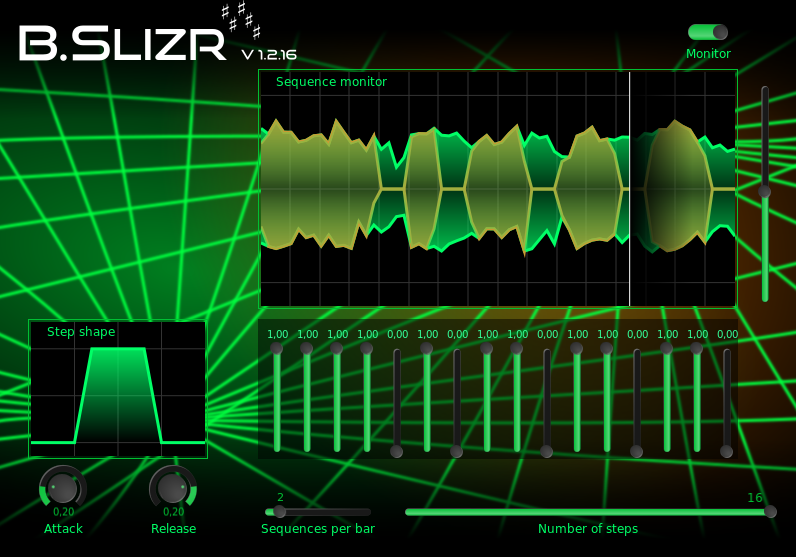 B.SLIZR
V 1.2.16
Monitor
Sequence monitor
Step shape
1,00 1,00 1,00 1,00 0,00 1,00 0,00 1,00 1,00 0,00 1,00 1,00 0,00 1,00 1,00 0,00
0,20 0,20
Attack Release
2 16
Sequences per bar Number of steps